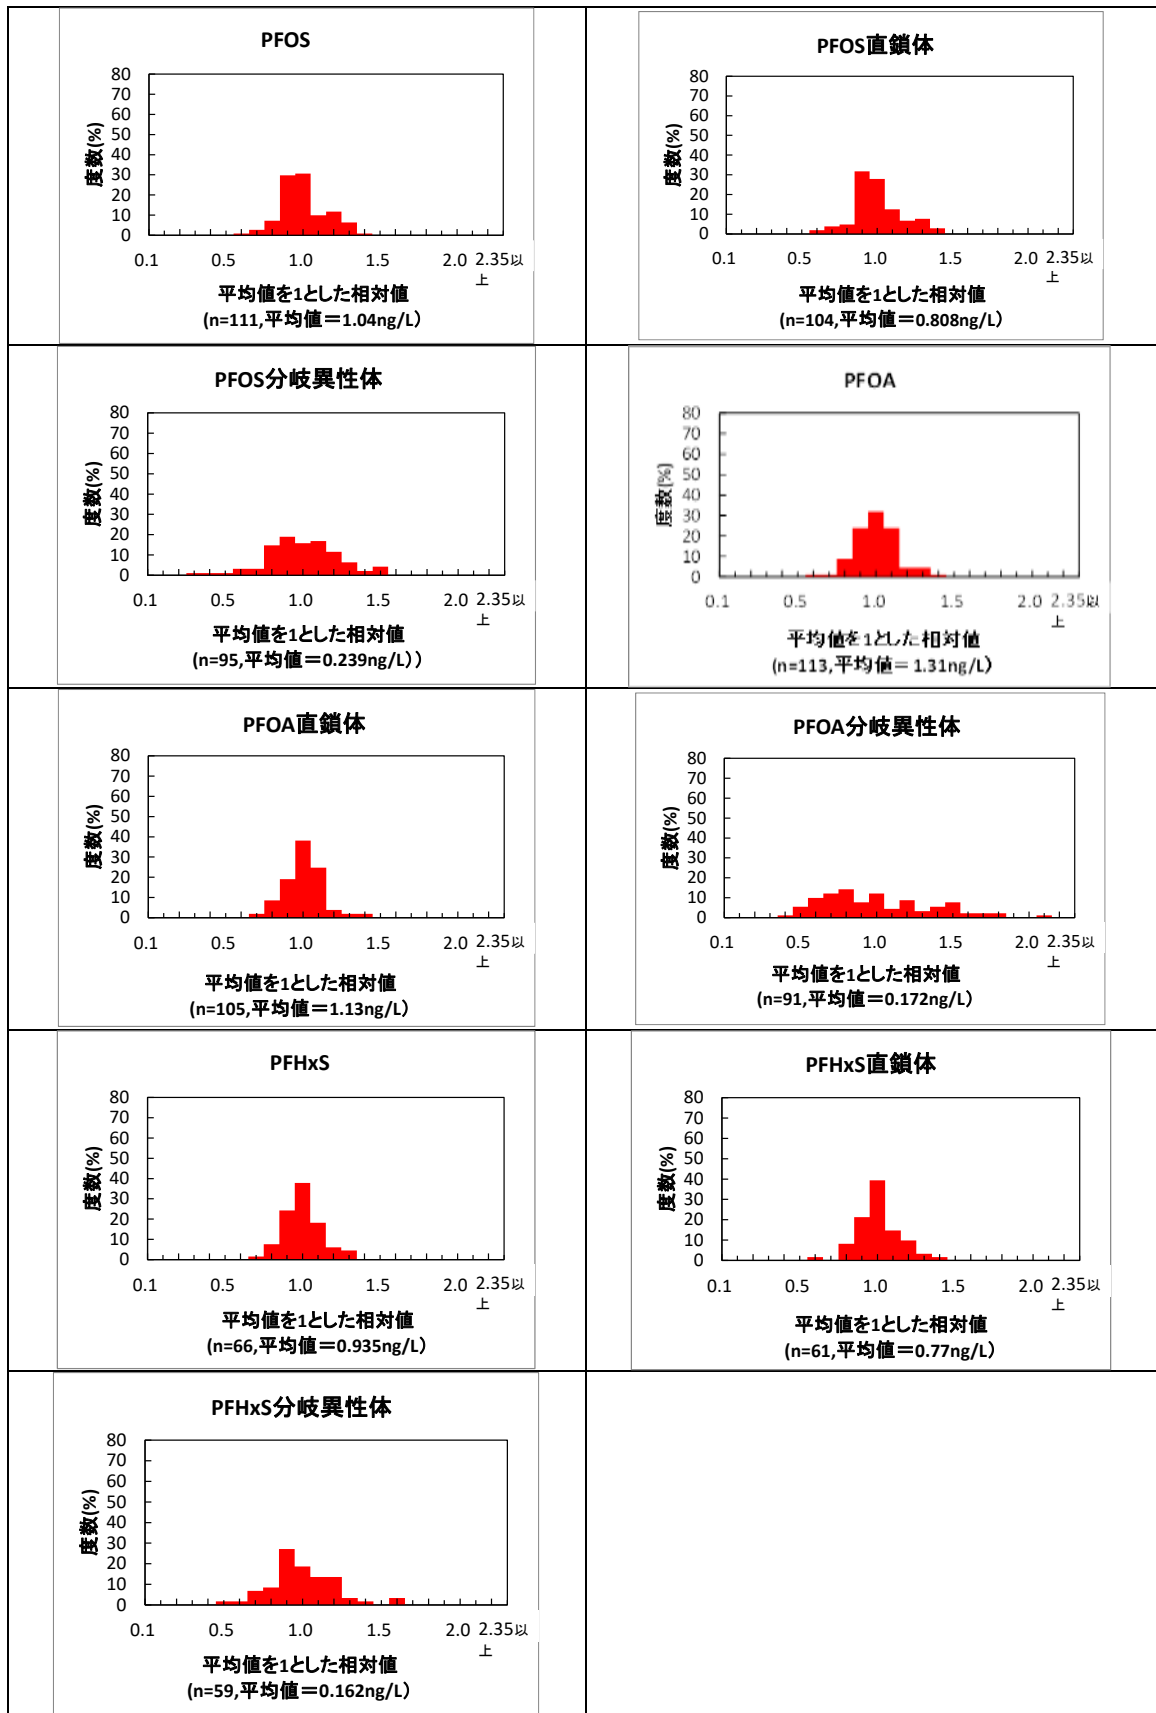 PFOS
80
70
60
50
40
30
20
10
0
度数(%)
0.1 0.5 1.0 1.5 2.0 2.35以上
平均値を1とした相対値
(n=111,平均値＝1.04ng/L)
PFOS直鎖体
80
70
60
50
40
30
20
10
0
度数(%)
0.1 0.5 1.0 1.5 2.0 2.35以上
平均値を1とした相対値
(n=104,平均値＝0.808ng/L)
PFOS分岐異性体
80
70
60
50
40
30
20
10
0
度数(%)
0.1 0.5 1.0 1.5 2.0 2.35以上
平均値を1とした相対値
(n=95,平均値＝0.239ng/L))
PFOA
80
70
60
50
40
30
20
10
0
度数(%)
0.1 0.5 1.0 1.5 2.0 2.35以上
平均値を1とした相対値
(n=113,平均値＝1.31ng/L)
PFOA直鎖体
80
70
60
50
40
30
20
10
0
度数(%)
0.1 0.5 1.0 1.5 2.0 2.35以上
平均値を1とした相対値
(n=105,平均値＝1.13ng/L)
PFOA分岐異性体
80
70
60
50
40
30
20
10
0
度数(%)
0.1 0.5 1.0 1.5 2.0 2.35以上
平均値を1とした相対値
(n=91,平均値＝0.172ng/L)
PFHxS
80
70
60
50
40
30
20
10
0
度数(%)
0.1 0.5 1.0 1.5 2.0 2.35以上
平均値を1とした相対値
(n=66,平均値＝0.935ng/L)
PFHxS直鎖体
80
70
60
50
40
30
20
10
0
度数(%)
0.1 0.5 1.0 1.5 2.0 2.35以上
平均値を1とした相対値
(n=61,平均値＝0.77ng/L)
PFHxS分岐異性体
80
70
60
50
40
30
20
10
0
度数(%)
0.1 0.5 1.0 1.5 2.0 2.35以上
平均値を1とした相対値
(n=59,平均値＝0.162ng/L)